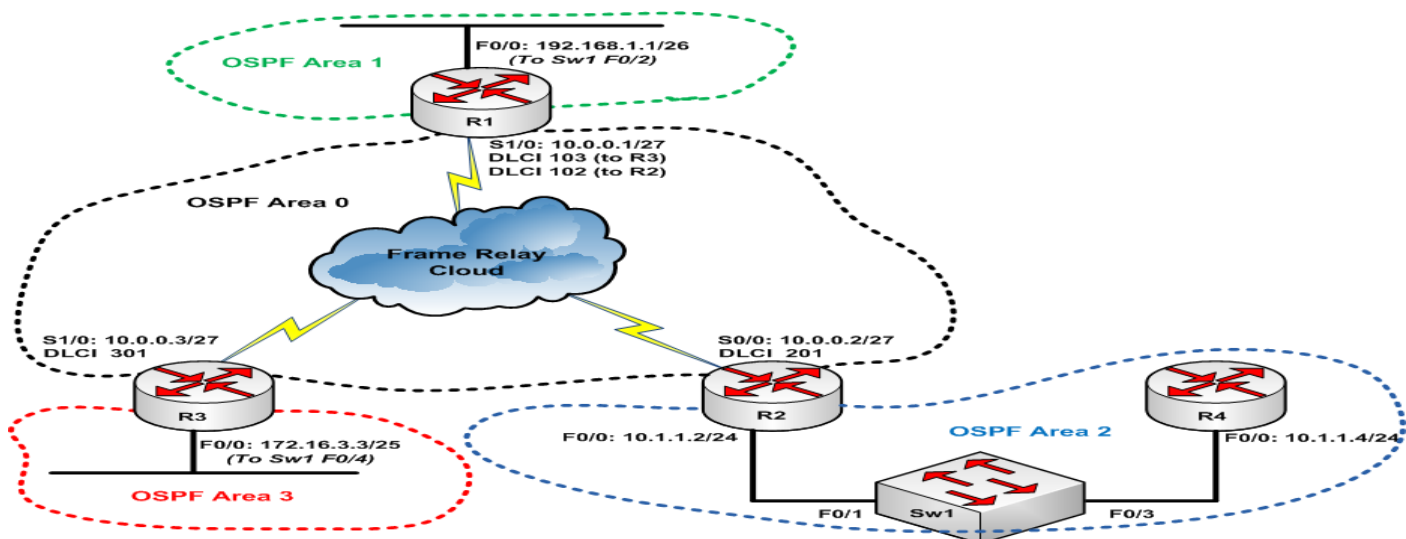 F0/0: 192.168.1.1/26
(To Sw1 F0/2)
OSPF Area 1
R1
S1/0: 10.0.0.1/27
DLCI 103 (to R3)
DLCI 102 (to R2)
OSPF Area 0
Frame Relay
Cloud
S1/0: 10.0.0.3/27
DLCI 301
S0/0: 10.0.0.2/27
DLCI 201
R3
R2
R4
F0/0: 172.16.3.3/25
(To Sw1 F0/4)
OSPF Area 3
F0/0: 10.1.1.2/24
OSPF Area 2
F0/0: 10.1.1.4/24
F0/1
Sw1
F0/3